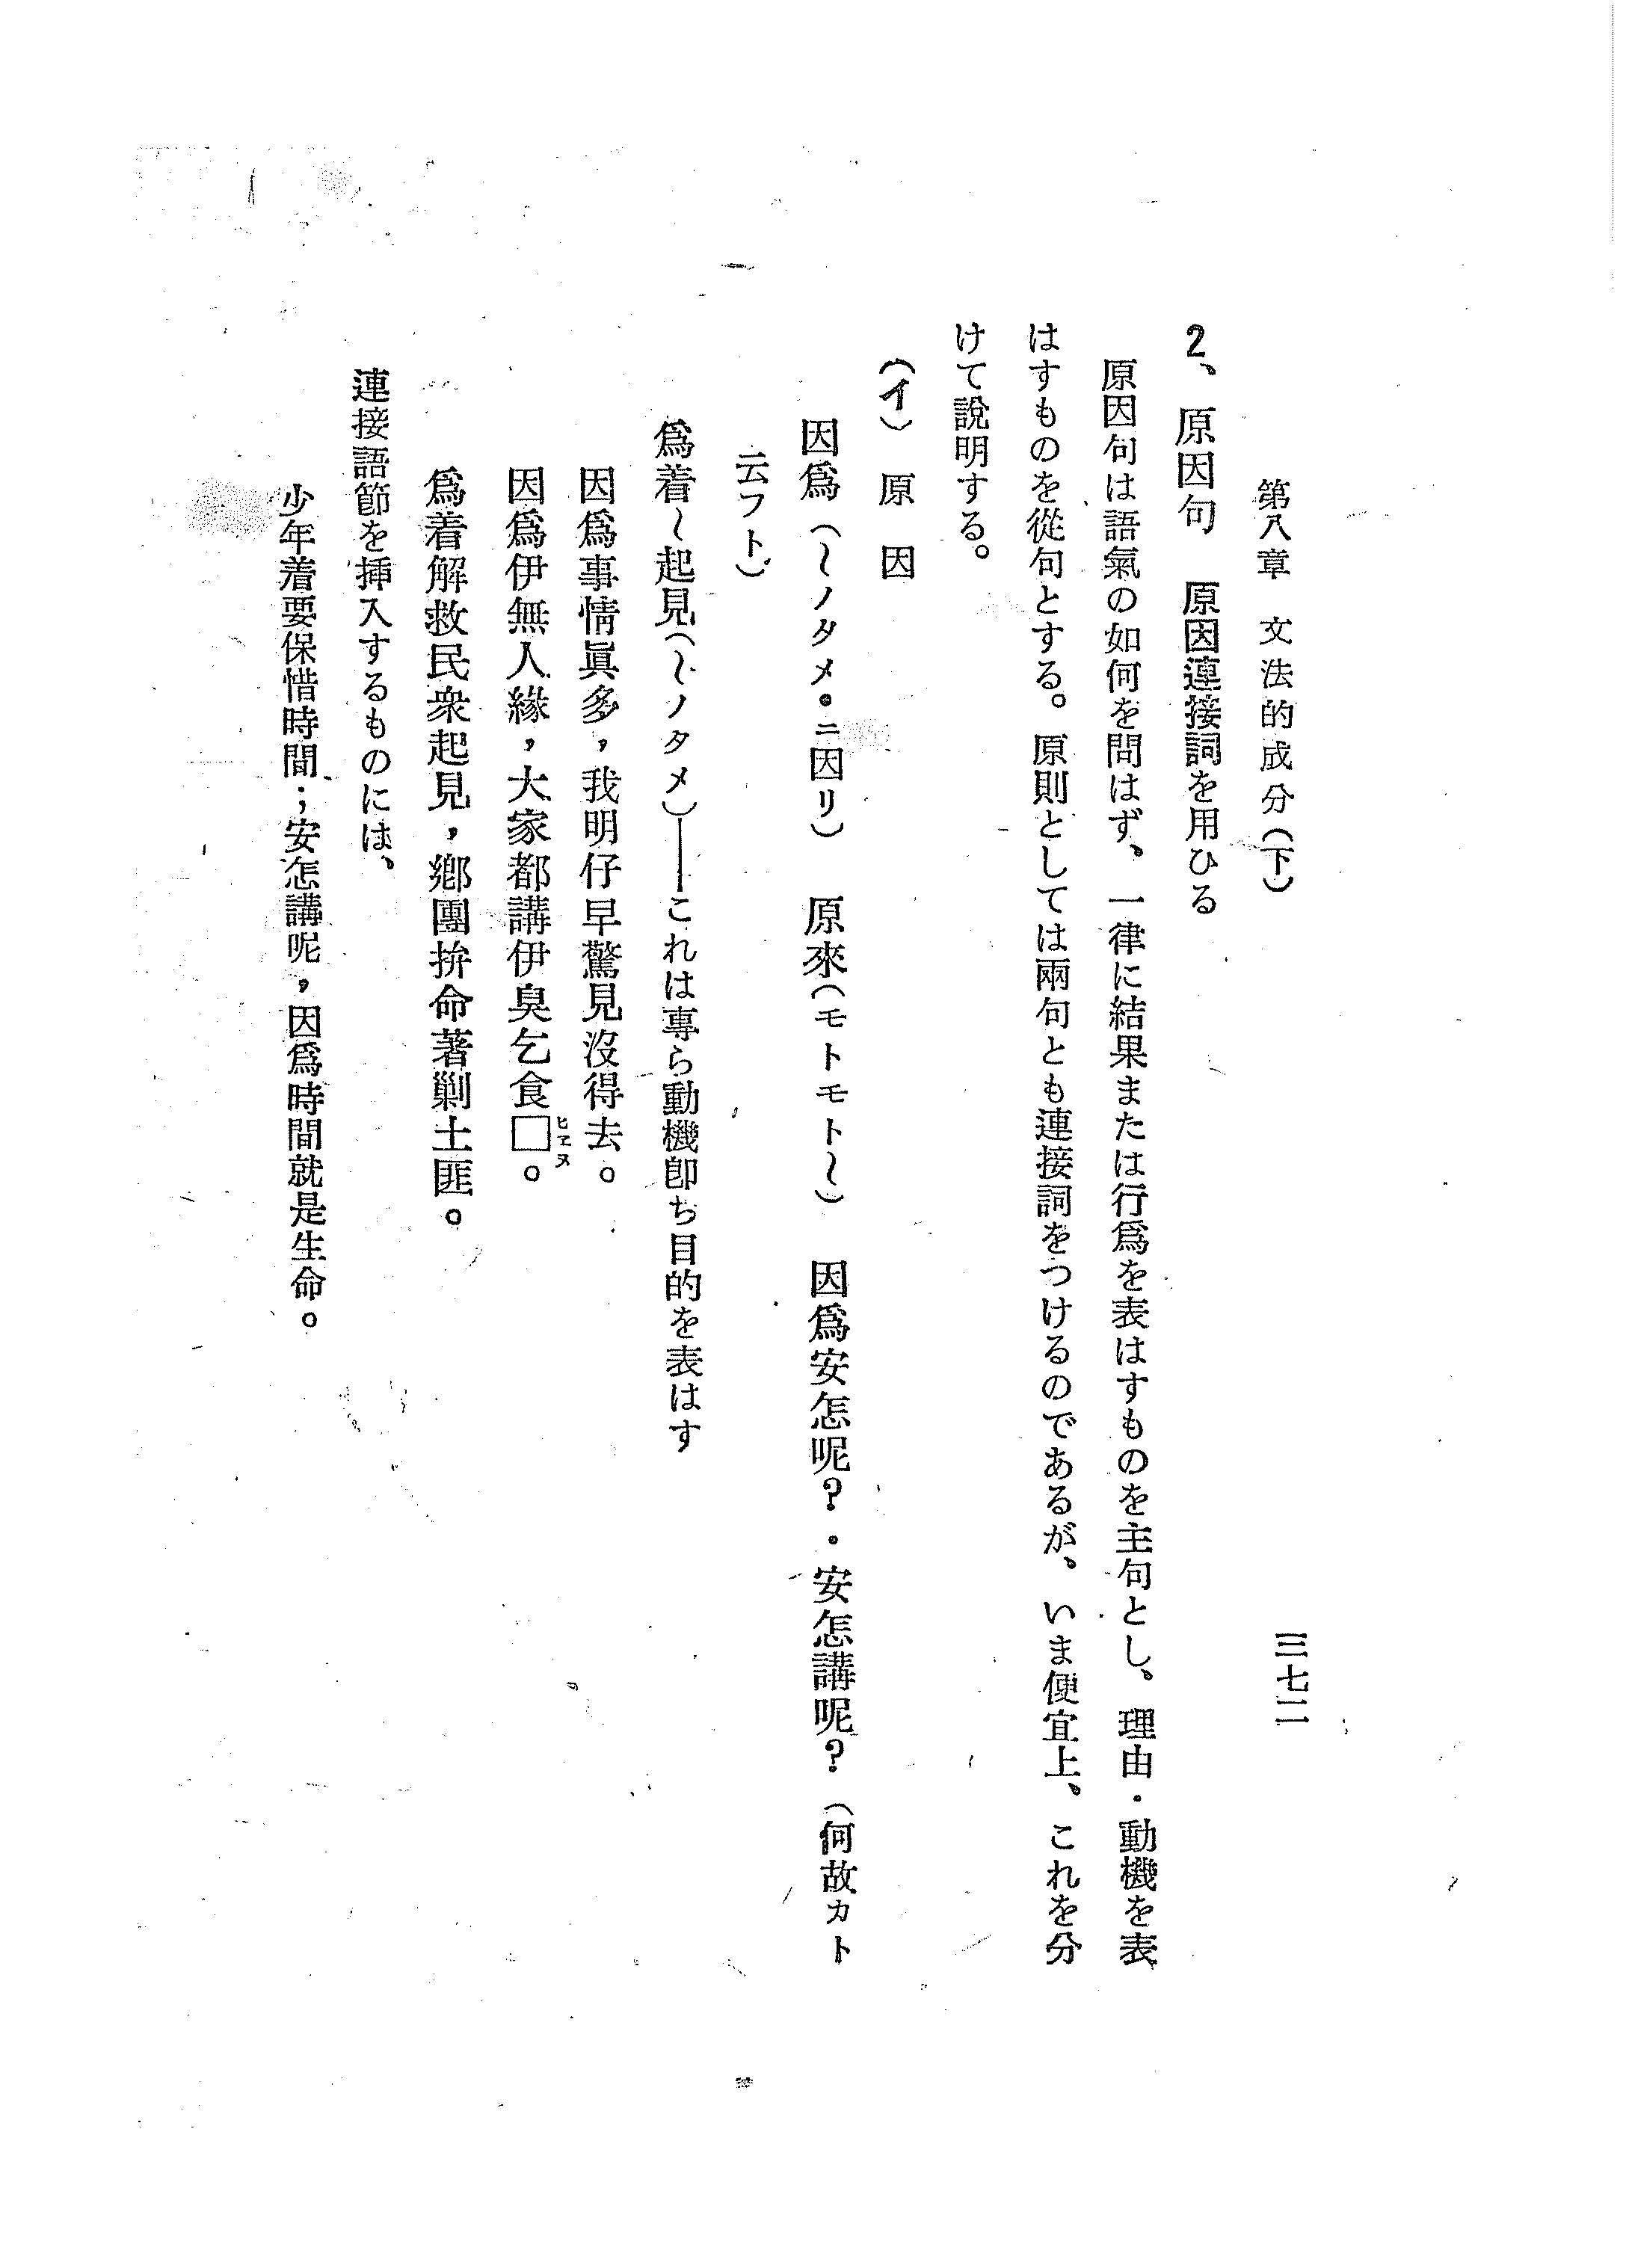 第八章　文法的成分（下）
三七二
2、原因句　原因連接詞を用ひる
原因句は語氣の如何を問はず、一律に結果または行爲を表はすものを主句とし、理由・動機を表
はすものを從句とする。原則としては兩句とも連接詞をつけるのであるが、いま便宜上、これを分
けて說明する。
（イ）原　因
因爲（〜ノタメ・ニ因リ）　原來（モトモト〜）　因爲安怎呢？・安怎講呢？（何故カト
云フト）
爲着〜起見（〜ノタメ）——これは專ら動機卽ち目的を表はす
因爲事情眞多，我明仔早驚見沒得去。
因爲伊無人緣，大家都講伊臭乞食□ヒエヌ。
爲着解救民衆起見，鄕團拚命著剿土匪。
連接語節を挿入するものには、
少年着要保惜時間；安怎講呢，因爲時間就是生命。